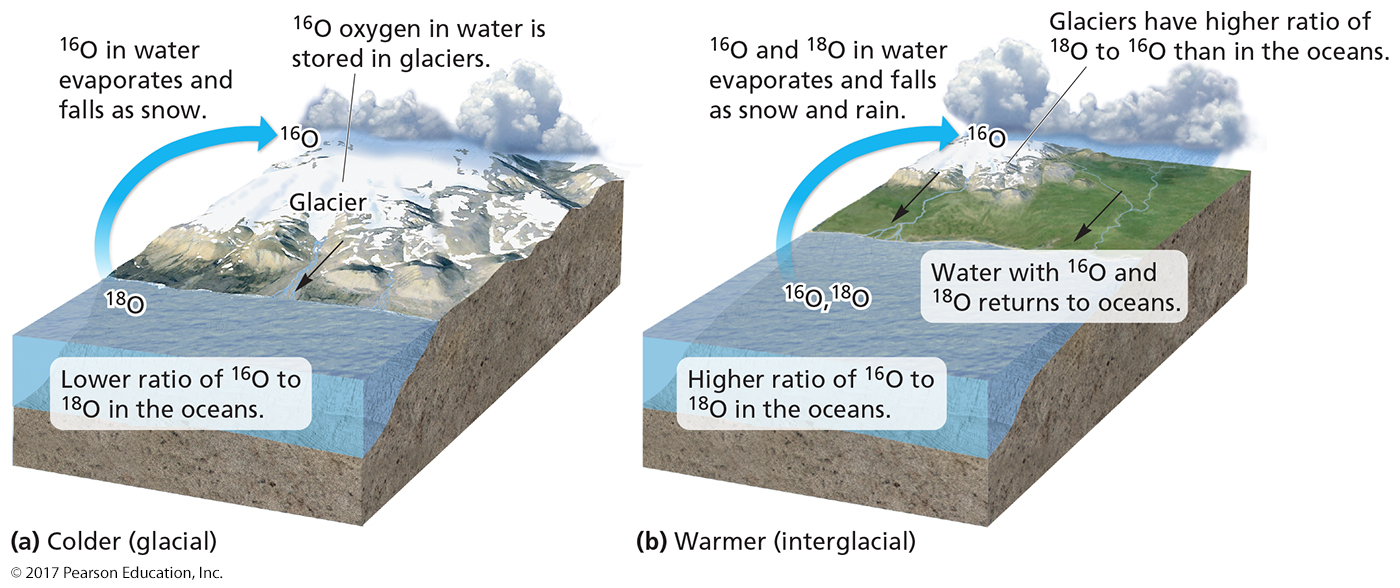 ¹⁶O in water
evaporates and
falls as snow.
¹⁶O oxygen in water is
stored in glaciers.
¹⁶O
Glacier
¹⁸O
Lower ratio of ¹⁶O to
¹⁸O in the oceans.
(a) Colder (glacial)
¹⁶O and ¹⁸O in water
evaporates and falls
as snow and rain.
Glaciers have higher ratio of
¹⁸O to ¹⁶O than in the oceans.
¹⁶O
Water with ¹⁶O and
¹⁸O returns to oceans.
¹⁶O, ¹⁸O
Higher ratio of ¹⁶O to
¹⁸O in the oceans.
(b) Warmer (interglacial)
© 2017 Pearson Education, Inc.